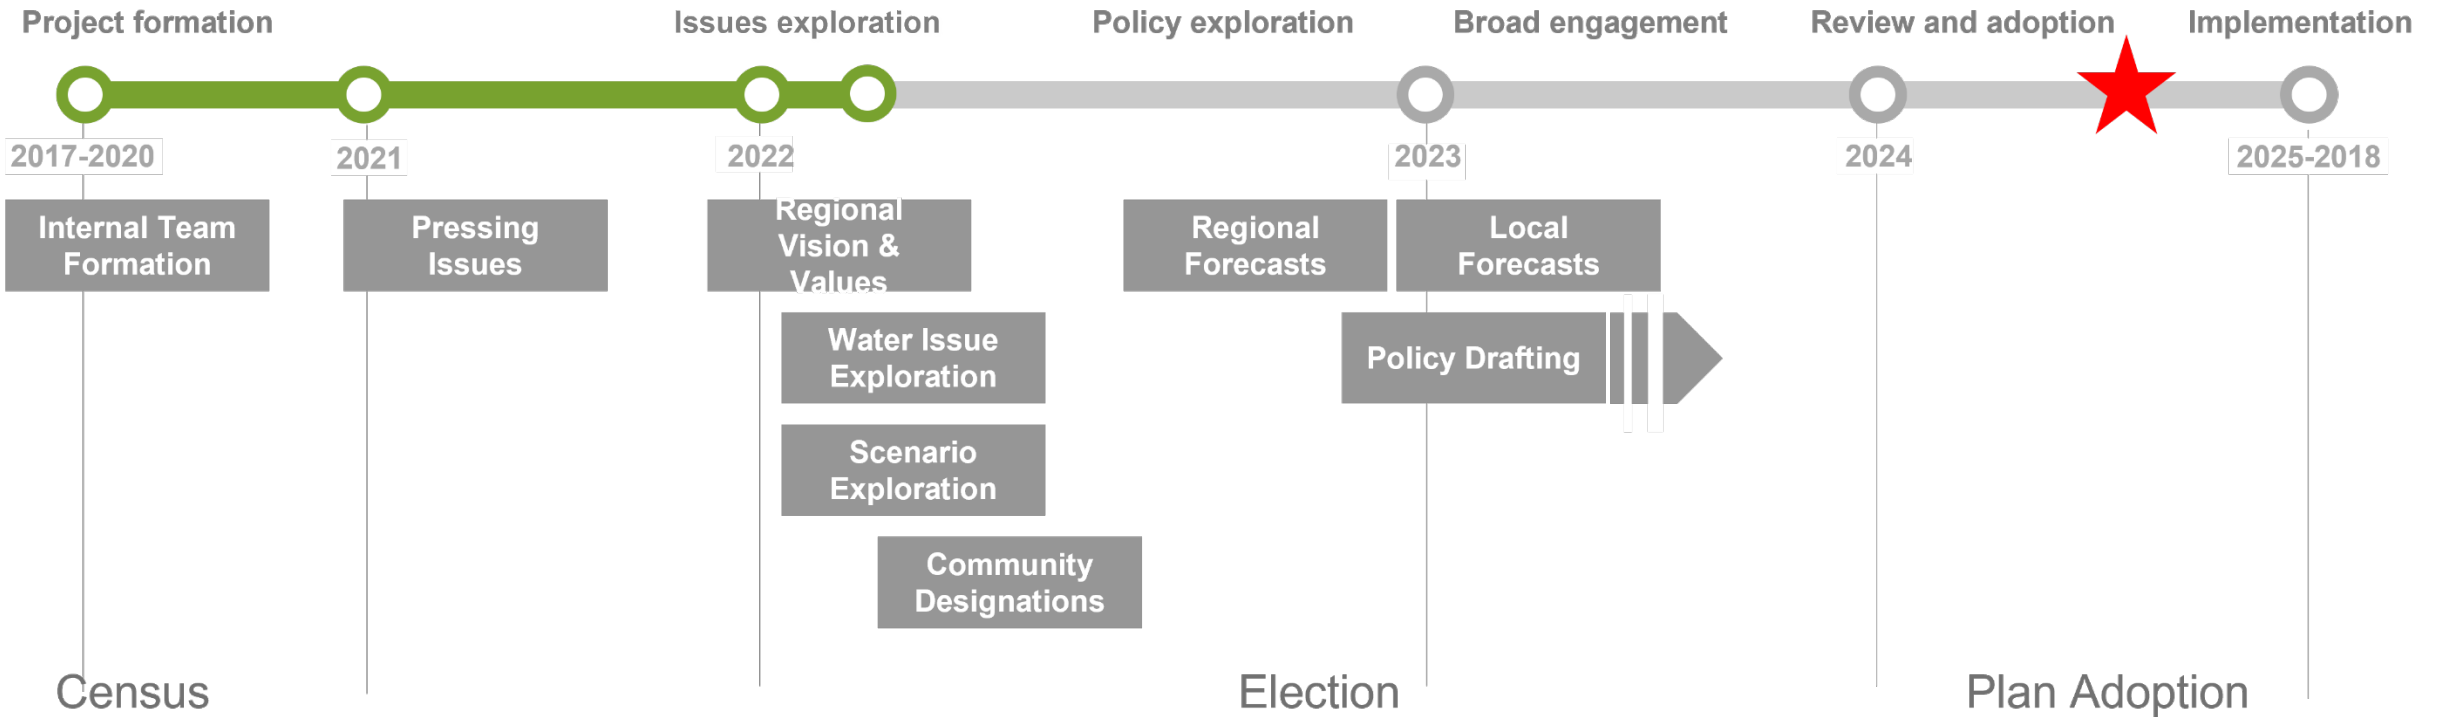 Project formation
Issues exploration
Policy exploration
Broad engagement
Review and adoption
Implementation
2017-2020
2021
2022
2023
2024
2025-2018
Internal Team
Formation
Pressing
Issues
Regional
Vision &
Values
Regional
Forecasts
Local
Forecasts
Water Issue
Exploration
Policy Drafting
Scenario
Exploration
Community
Designations
Census
Election
Plan Adoption